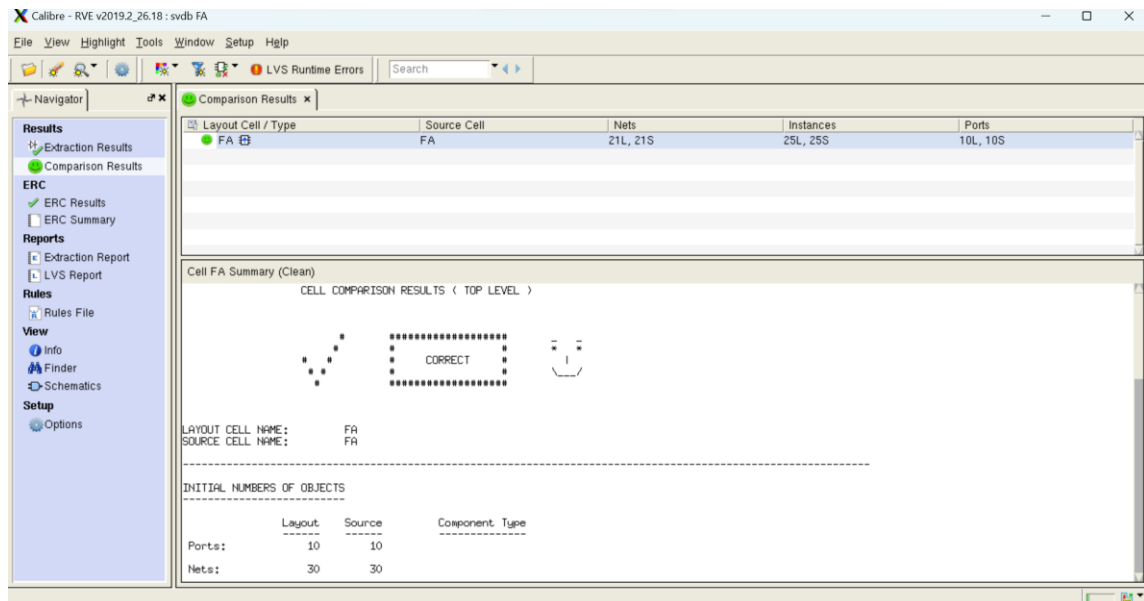 Calibre - RVE v2019.2_26.18 : svdb FA
File View Highlight Tools Window Setup Help
LVS Runtime Errors Search
Navigator
Results
Extraction Results
Comparison Results
ERC
ERC Results
ERC Summary
Reports
Extraction Report
LVS Report
Rules
Rules File
View
Info
Finder
Schematics
Setup
Options
Comparison Results
Layout Cell / Type Source Cell Nets Instances Ports
FA FA 21L, 21S 25L, 25S 10L, 10S
Cell FA Summary (Clean)
CELL COMPARISON RESULTS ( TOP LEVEL )
CORRECT
LAYOUT CELL NAME: FA
SOURCE CELL NAME: FA
INITIAL NUMBERS OF OBJECTS
Layout Source Component Type
Ports: 10 10
Nets: 30 30